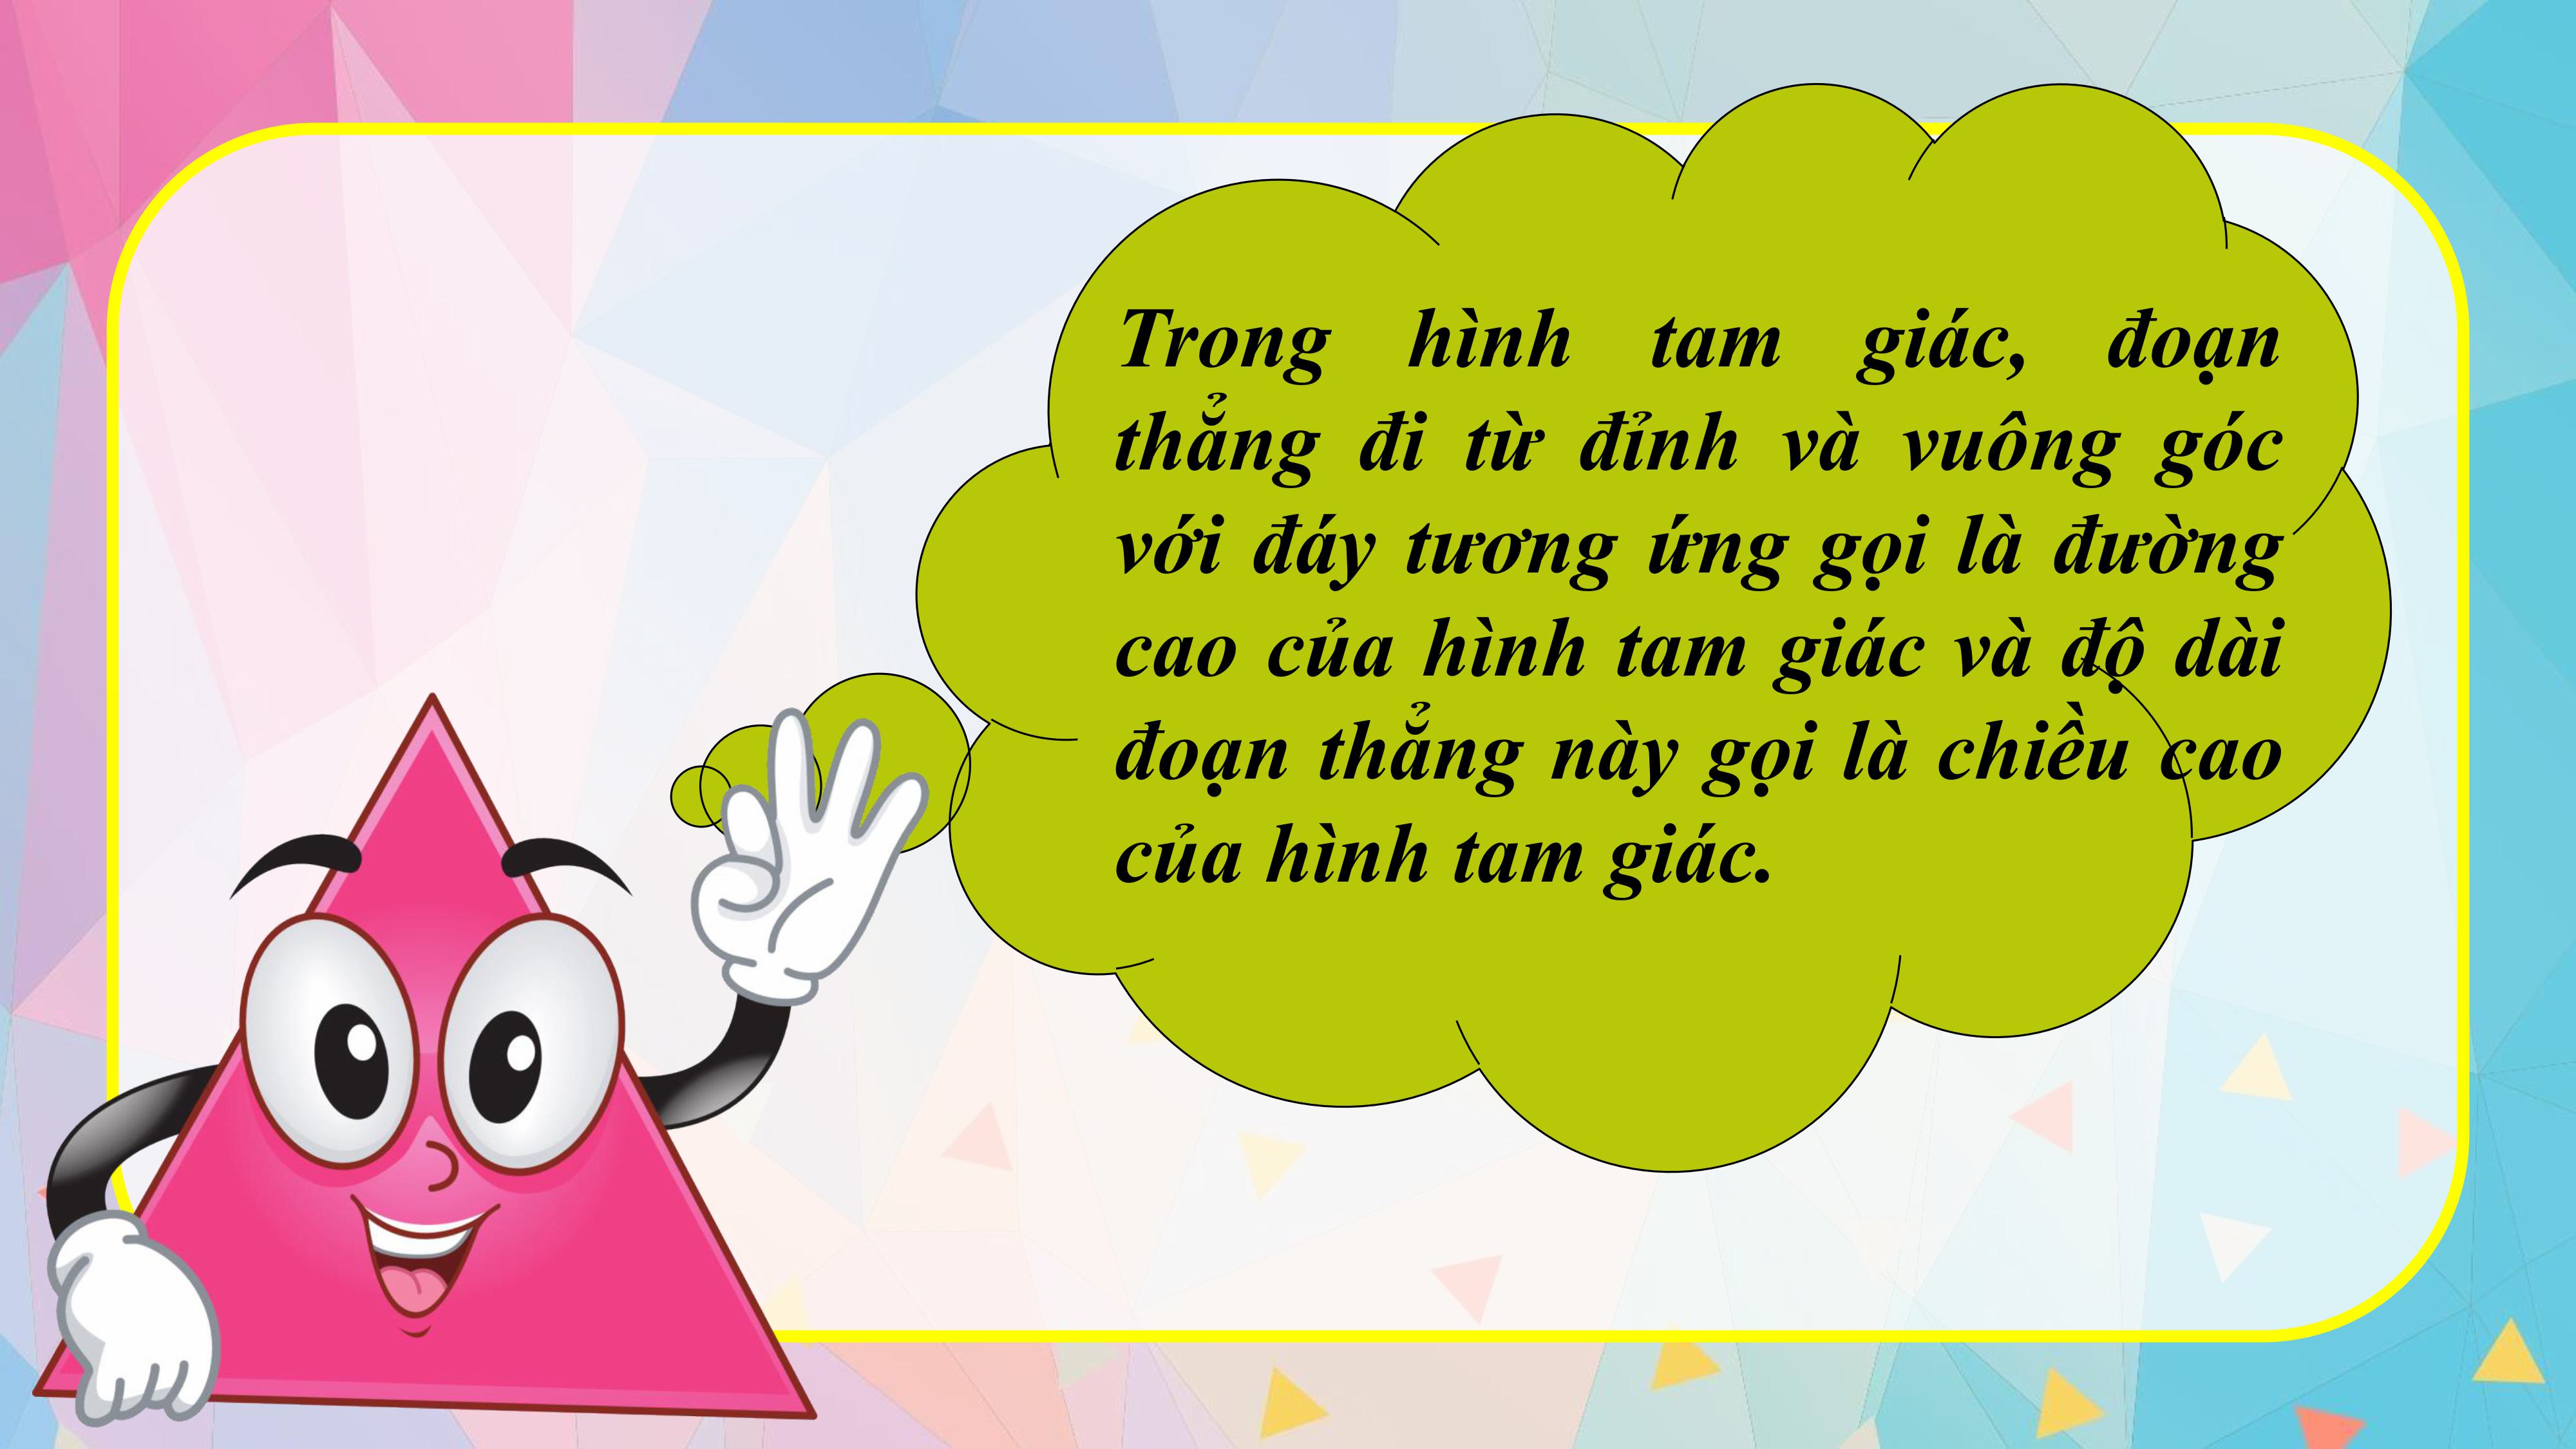 Trong hình tam giác, đoạn
thẳng đi từ đỉnh và vuông góc
với đáy tương ứng gọi là đường
cao của hình tam giác và độ dài
đoạn thẳng này gọi là chiều cao
của hình tam giác.